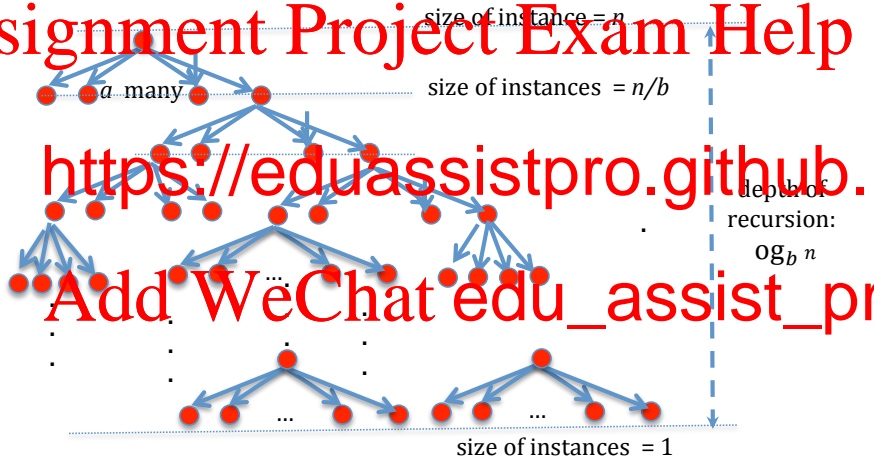 size of instance = n
signment Project Exam Help
a many
size of instances = n/b
https://eduassistpro.github.
depth of
recursion:
og_b n
...
Add WeChat edu_assist_pr
... ...
size of instances = 1